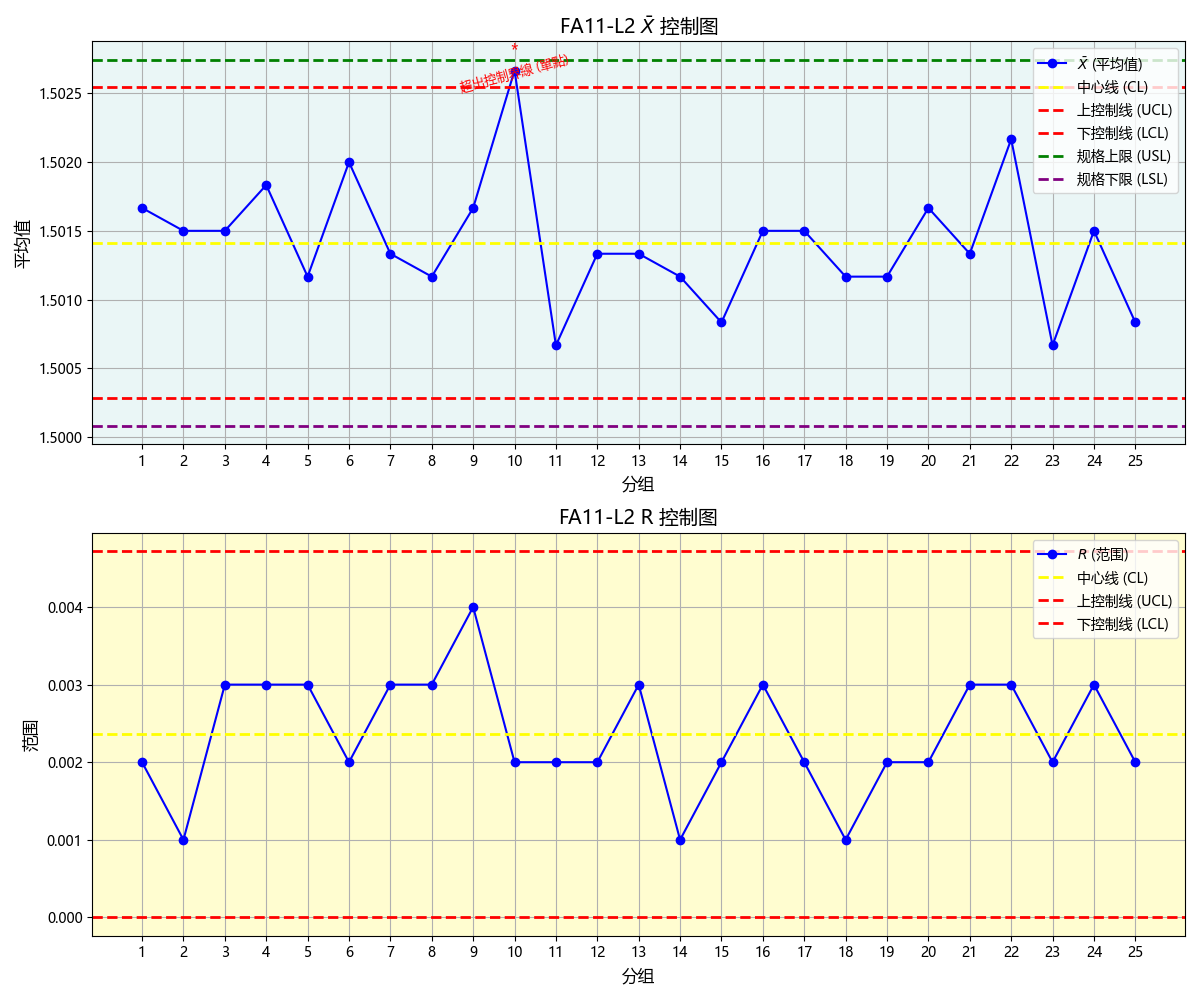 FA11-L2 X̄ 控制图
*
超出控制界線 (單點)
X̄ (平均值)
中心线 (CL)
上控制线 (UCL)
下控制线 (LCL)
规格上限 (USL)
规格下限 (LSL)
平均值
1.5025
1.5020
1.5015
1.5010
1.5005
1.5000
1 2 3 4 5 6 7 8 9 10 11 12 13 14 15 16 17 18 19 20 21 22 23 24 25
分组
FA11-L2 R 控制图
R (范围)
中心线 (CL)
上控制线 (UCL)
下控制线 (LCL)
范围
0.004
0.003
0.002
0.001
0.000
1 2 3 4 5 6 7 8 9 10 11 12 13 14 15 16 17 18 19 20 21 22 23 24 25
分组